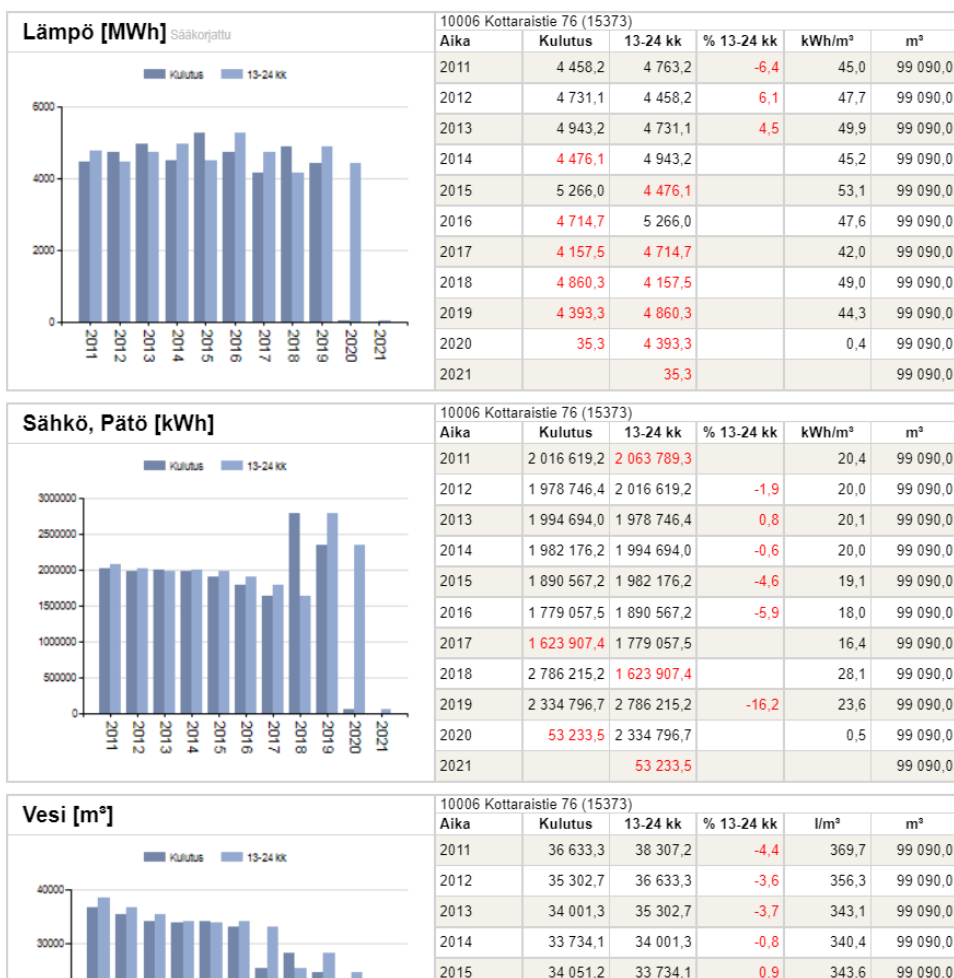 Lämpö [MWh] Sääkorjattu
Kulutus 13-24 kk
6000
4000
2000
0
2011 2012 2013 2014 2015 2016 2017 2018 2019 2020 2021
10006 Kottaraistie 76 (15373)
Aika Kulutus 13-24 kk % 13-24 kk kWh/m³ m³
2011 4 458,2 4 763,2 -6,4 45,0 99 090,0
2012 4 731,1 4 458,2 6,1 47,7 99 090,0
2013 4 943,2 4 731,1 4,5 49,9 99 090,0
2014 4 476,1 4 943,2 45,2 99 090,0
2015 5 266,0 4 476,1 53,1 99 090,0
2016 4 714,7 5 266,0 47,6 99 090,0
2017 4 157,5 4 714,7 42,0 99 090,0
2018 4 860,3 4 157,5 49,0 99 090,0
2019 4 393,3 4 860,3 44,3 99 090,0
2020 35,3 4 393,3 0,4 99 090,0
2021 35,3 99 090,0
Sähkö, Pätö [kWh]
Kulutus 13-24 kk
3000000
2500000
2000000
1500000
1000000
500000
0
2011 2012 2013 2014 2015 2016 2017 2018 2019 2020 2021
10006 Kottaraistie 76 (15373)
Aika Kulutus 13-24 kk % 13-24 kk kWh/m³ m³
2011 2 016 619,2 2 063 789,3 20,4 99 090,0
2012 1 978 746,4 2 016 619,2 -1,9 20,0 99 090,0
2013 1 994 694,0 1 978 746,4 0,8 20,1 99 090,0
2014 1 982 176,2 1 994 694,0 -0,6 20,0 99 090,0
2015 1 890 567,2 1 982 176,2 -4,6 19,1 99 090,0
2016 1 779 057,5 1 890 567,2 -5,9 18,0 99 090,0
2017 1 623 907,4 1 779 057,5 16,4 99 090,0
2018 2 786 215,2 1 623 907,4 28,1 99 090,0
2019 2 334 796,7 2 786 215,2 -16,2 23,6 99 090,0
2020 53 233,5 2 334 796,7 0,5 99 090,0
2021 53 233,5 99 090,0
Vesi [m³]
Kulutus 13-24 kk
40000
30000
10006 Kottaraistie 76 (15373)
Aika Kulutus 13-24 kk % 13-24 kk l/m³ m³
2011 36 633,3 38 307,2 -4,4 369,7 99 090,0
2012 35 302,7 36 633,3 -3,6 356,3 99 090,0
2013 34 001,3 35 302,7 -3,7 343,1 99 090,0
2014 33 734,1 34 001,3 -0,8 340,4 99 090,0
2015 34 051,2 33 734,1 0,9 343,6 99 090,0